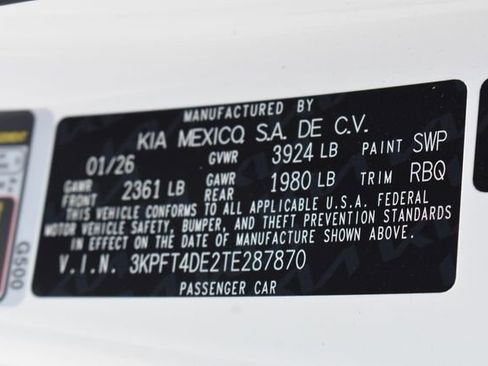 MANUFACTURED BY
KIA MEXICO, S.A. DE C.V.
01/26 GVWR 3924 LB PAINT SWP
GAWR FRONT 2361 LB GAWR REAR 1980 LB TRIM RBQ
THIS VEHICLE CONFORMS TO ALL APPLICABLE U.S.A. FEDERAL
MOTOR VEHICLE SAFETY, BUMPER, AND THEFT PREVENTION STANDARDS
IN EFFECT ON THE DATE OF MANUFACTURE SHOWN ABOVE.
V.I.N. 3KPFT4DE2TE287870
PASSENGER CAR
G500